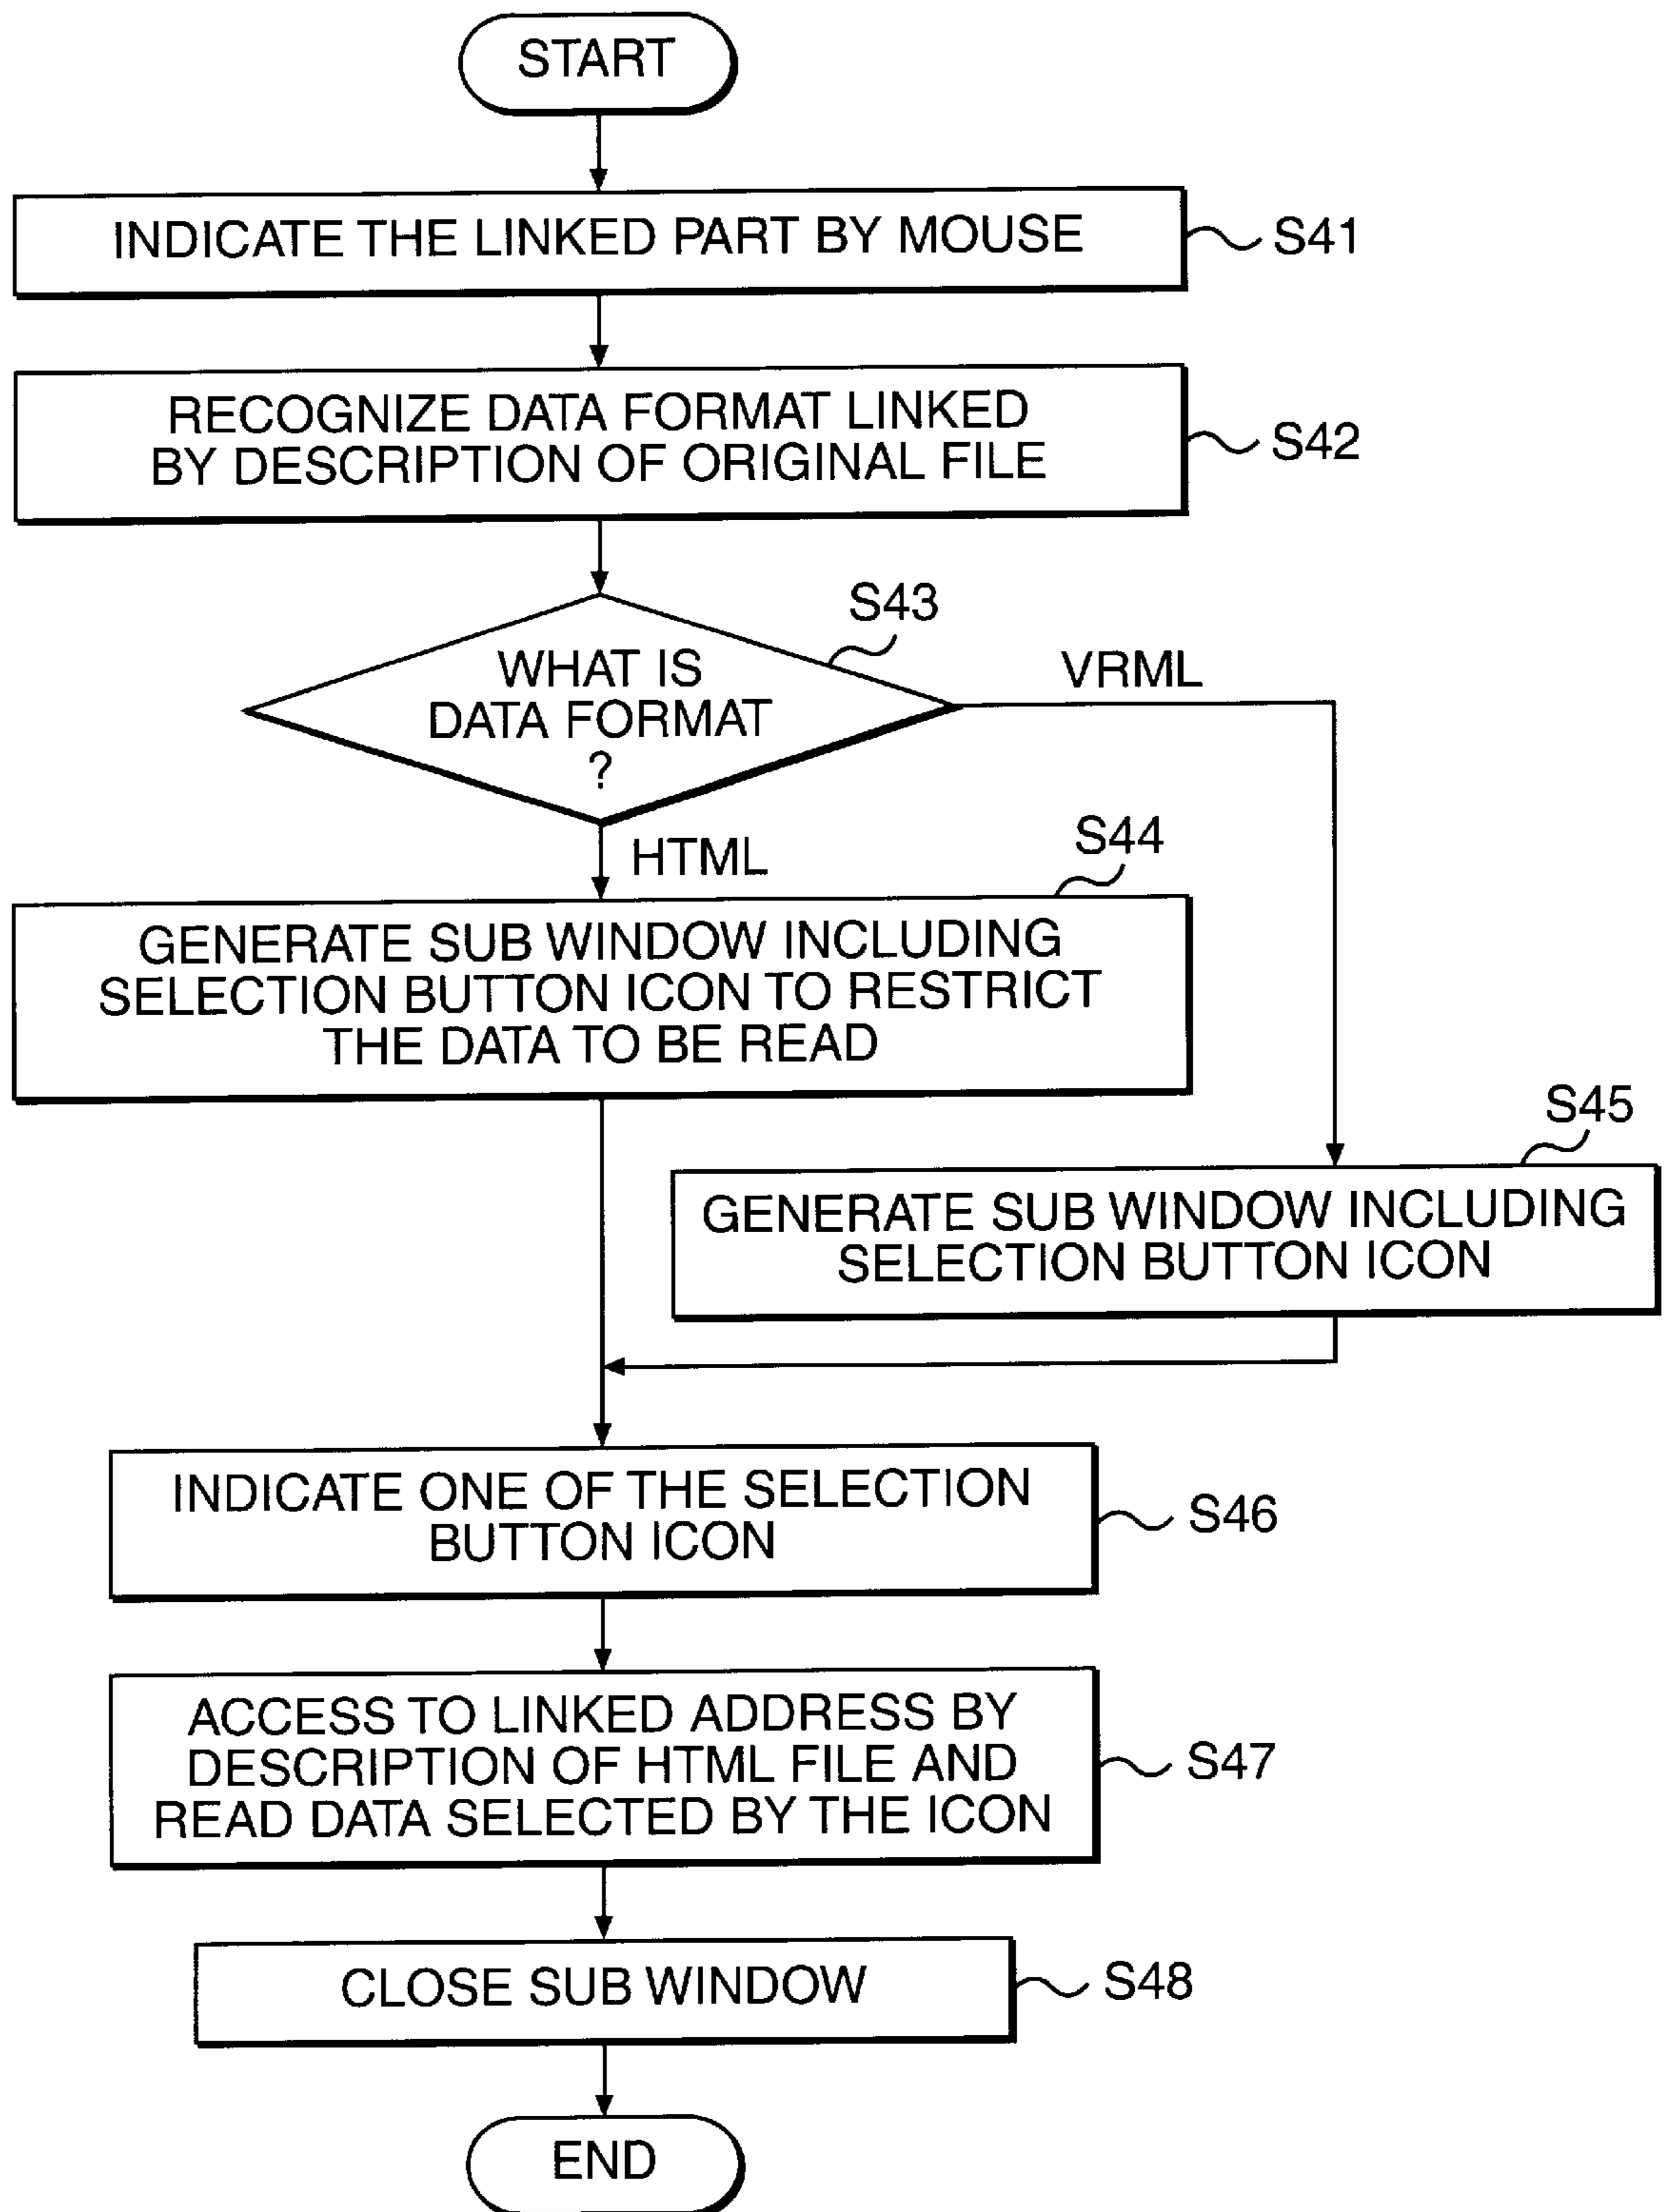 START
INDICATE THE LINKED PART BY MOUSE
S41
RECOGNIZE DATA FORMAT LINKED
BY DESCRIPTION OF ORIGINAL FILE
S42
S43
WHAT IS
DATA FORMAT
?
VRML
HTML
S44
GENERATE SUB WINDOW INCLUDING
SELECTION BUTTON ICON TO RESTRICT
THE DATA TO BE READ
S45
GENERATE SUB WINDOW INCLUDING
SELECTION BUTTON ICON
INDICATE ONE OF THE SELECTION
BUTTON ICON
S46
ACCESS TO LINKED ADDRESS BY
DESCRIPTION OF HTML FILE AND
READ DATA SELECTED BY THE ICON
S47
CLOSE SUB WINDOW
S48
END